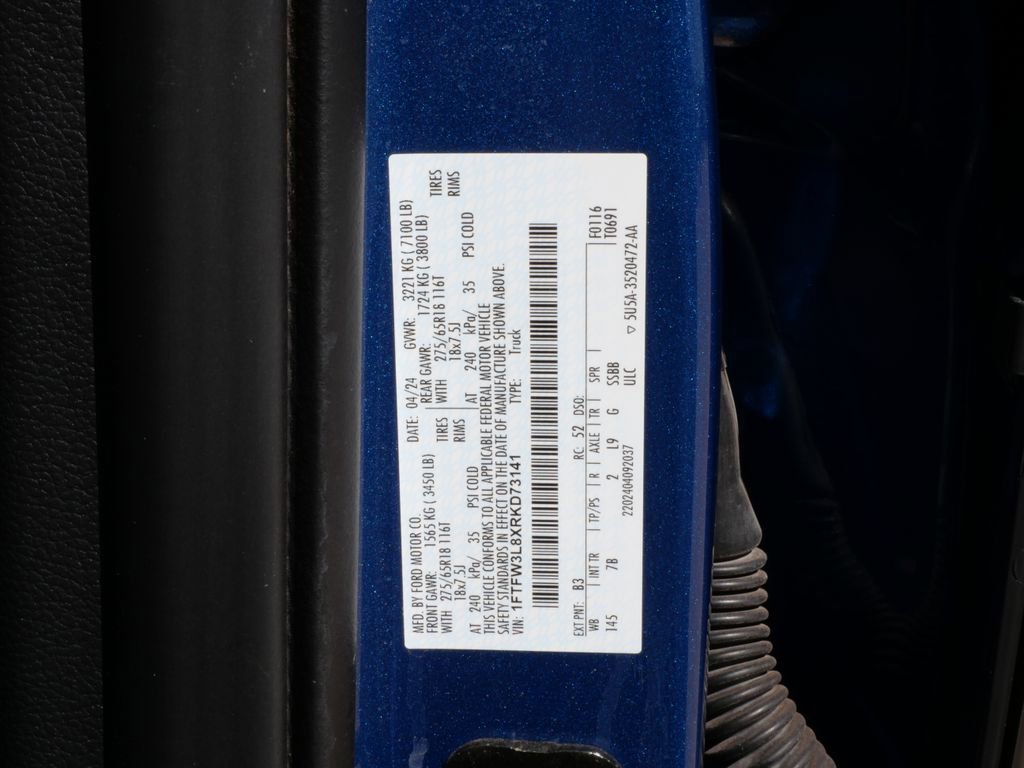 MFD. BY FORD MOTOR CO. DATE: 04/24 GVWR: 3221 KG ( 7100 LB)
FRONT GAWR: 1565 KG ( 3450 LB) REAR GAWR: 1724 KG ( 3800 LB)
WITH 275/65R18 116T TIRES WITH 275/65R18 116T TIRES
18x7.5J RIMS 18x7.5J RIMS
AT 240 kPa/ 35 PSI COLD AT 240 kPa/ 35 PSI COLD
THIS VEHICLE CONFORMS TO ALL APPLICABLE FEDERAL MOTOR VEHICLE
SAFETY STANDARDS IN EFFECT ON THE DATE OF MANUFACTURE SHOWN ABOVE.
VIN: 1FTFW3L8XRKD73141 TYPE: Truck
EXT PNT: B3 RC: 52 DSO: F0116
WB INT TR TP/PS R AXLE TR SPR T0691
145 7B 2 L9 G SSBB
2202404092037 ULC ▽ 5U5A-3520472-AA